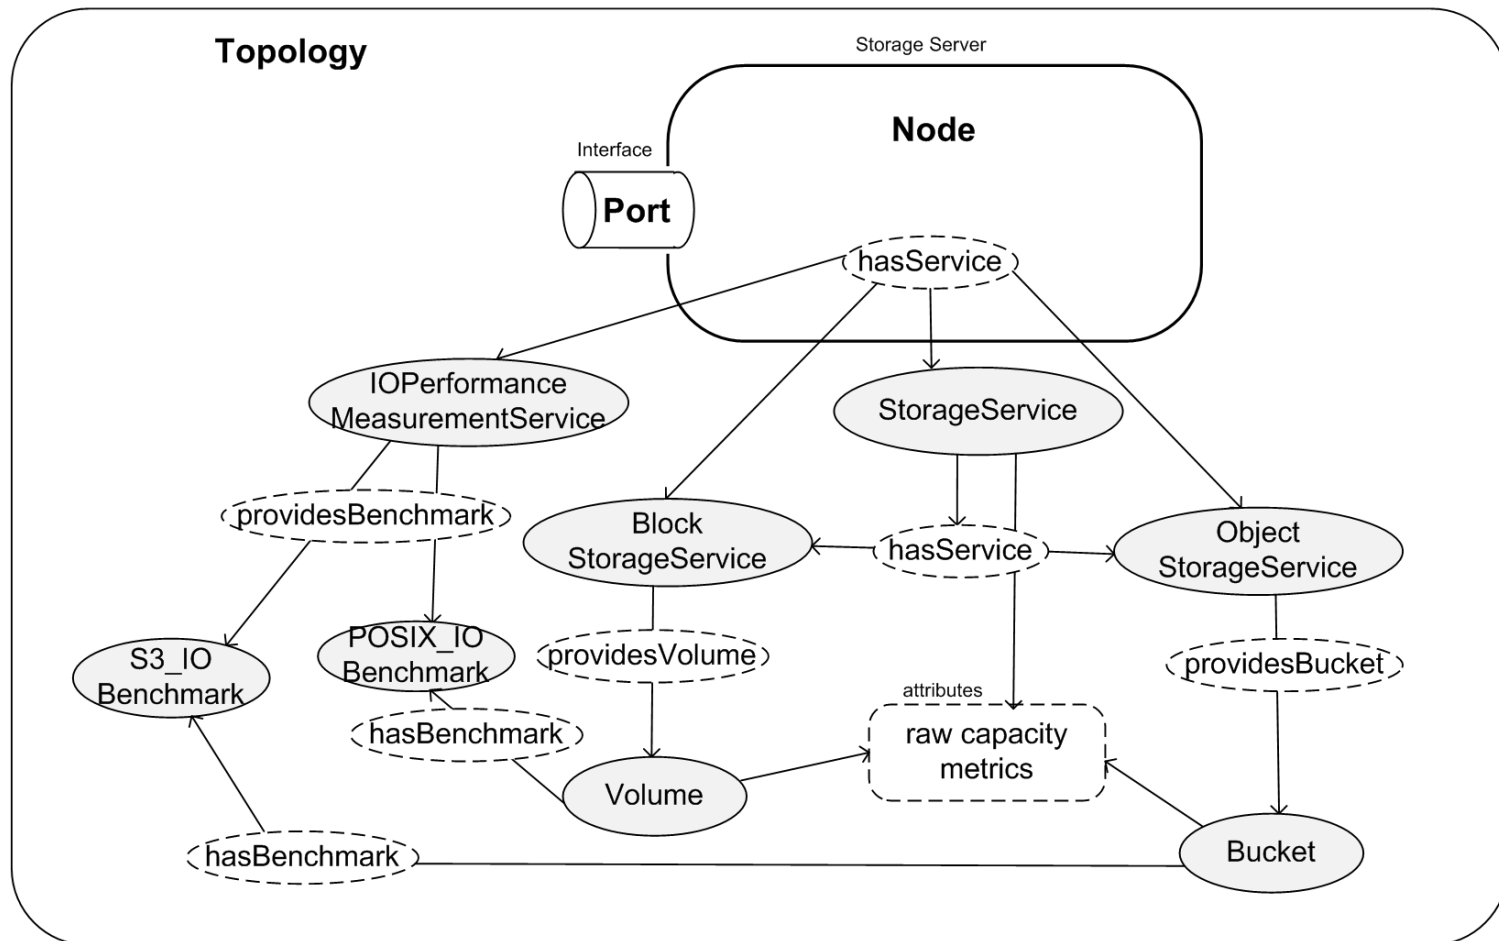 Topology
Storage Server
Node
Interface
Port
hasService
IOPerformance
MeasurementService
StorageService
providesBenchmark
Block
StorageService
hasService
Object
StorageService
S3_IO
Benchmark
POSIX_IO
Benchmark
providesVolume
providesBucket
attributes
raw capacity
metrics
hasBenchmark
Volume
hasBenchmark
Bucket